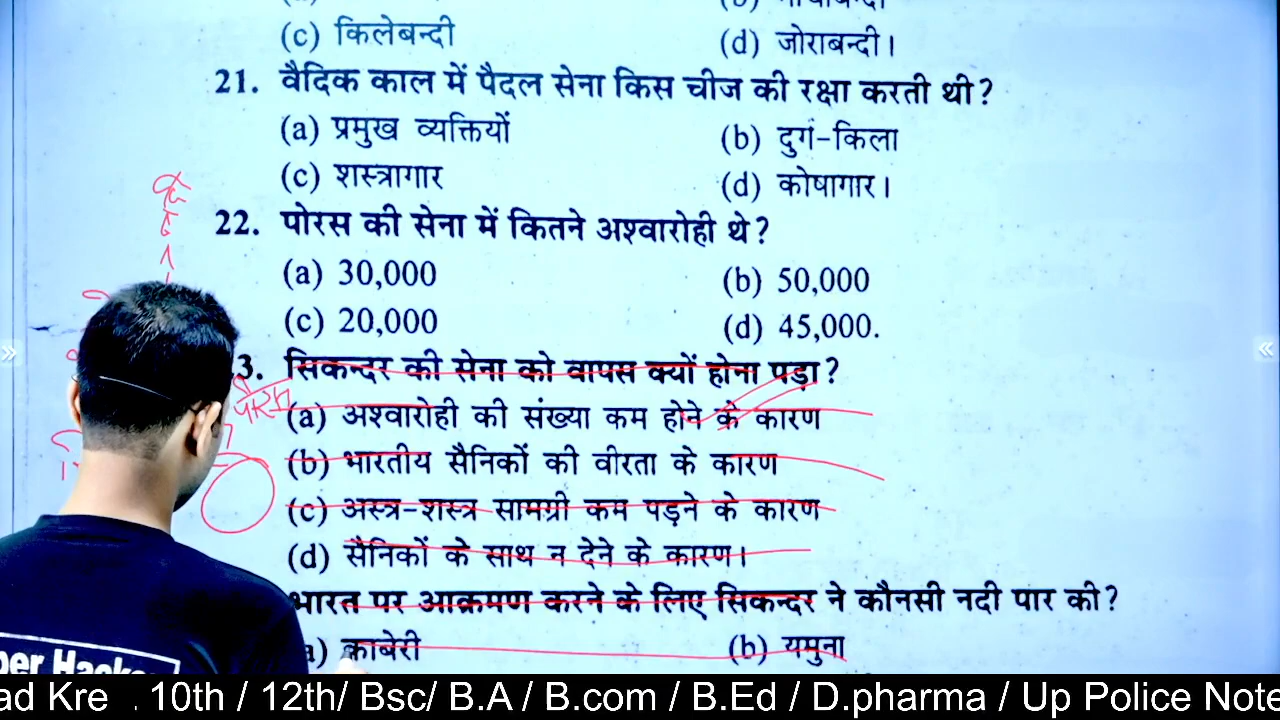 (c) किलेबन्दी (d) जोराबन्दी।
21. वैदिक काल में पैदल सेना किस चीज की रक्षा करती थी?
(a) प्रमुख व्यक्तियों (b) दुर्ग-किला
(c) शस्त्रागार (d) कोषागार।
22. पोरस की सेना में कितने अश्वारोही थे?
(a) 30,000 (b) 50,000
(c) 20,000 (d) 45,000.
3. सिकन्दर की सेना को वापस क्यों होना पड़ा?
(a) अश्वारोही की संख्या कम होने के कारण
(b) भारतीय सैनिकों की वीरता के कारण
(c) अस्त्र-शस्त्र सामग्री कम पड़ने के कारण
(d) सैनिकों के साथ न देने के कारण।
भारत पर आक्रमण करने के लिए सिकन्दर ने कौनसी नदी पार की?
a) काबेरी (b) यमुना
ad Kre . 10th / 12th/ Bsc/ B.A / B.com / B.Ed / D.pharma / Up Police Note